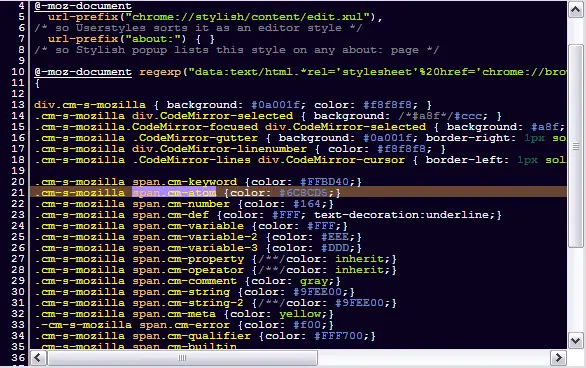 4 @-moz-document
5 url-prefix("chrome://stylish/content/edit.xul"),
6 /* so Userstyles sorts it as an editor style */
7 url-prefix("about:") { }
8 /* so Stylish popup lists this style on any about: page */
9
10 @-moz-document regexp("data:text/html.*rel='stylesheet'%20href='chrome://brow
11 {
12
13 div.cm-s-mozilla { background: #0a001f; color: #f8f8f8; }
14 .cm-s-mozilla div.CodeMirror-selected { background: /*#a8f*/#ccc; }
15 .cm-s-mozilla.CodeMirror-focused div.CodeMirror-selected { background: #a8f;
16 .cm-s-mozilla .CodeMirror-gutter { background: #0a001f; border-right: 1px sol
17 .cm-s-mozilla .CodeMirror-linenumber { color: #f8f8f8; }
18 .cm-s-mozilla .CodeMirror-lines div.CodeMirror-cursor { border-left: 1px soli
19
20 .cm-s-mozilla span.cm-keyword {color: #FFBD40;}
21 .cm-s-mozilla span.cm-atom {color: #6C8CD5;}
22 .cm-s-mozilla span.cm-number {color: #164;}
23 .cm-s-mozilla span.cm-def {color: #FFF; text-decoration:underline;}
24 .cm-s-mozilla span.cm-variable {color: #FFF;}
25 .cm-s-mozilla span.cm-variable-2 {color: #EEE;}
26 .cm-s-mozilla span.cm-variable-3 {color: #DDD;}
27 .cm-s-mozilla span.cm-property {/**/color: inherit;}
28 .cm-s-mozilla span.cm-operator {/**/color: inherit;}
29 .cm-s-mozilla span.cm-comment {color: gray;}
30 .cm-s-mozilla span.cm-string {color: #9FEE00;}
31 .cm-s-mozilla span.cm-string-2 {/**/color: #9FEE00;}
32 .cm-s-mozilla span.cm-meta {color: yellow;}
33 .-cm-s-mozilla span.cm-error {color: #f00;}
34 .cm-s-mozilla span.cm-qualifier {color: #FFF700;}
35 .cm-s-mozilla span.cm-builtin
36